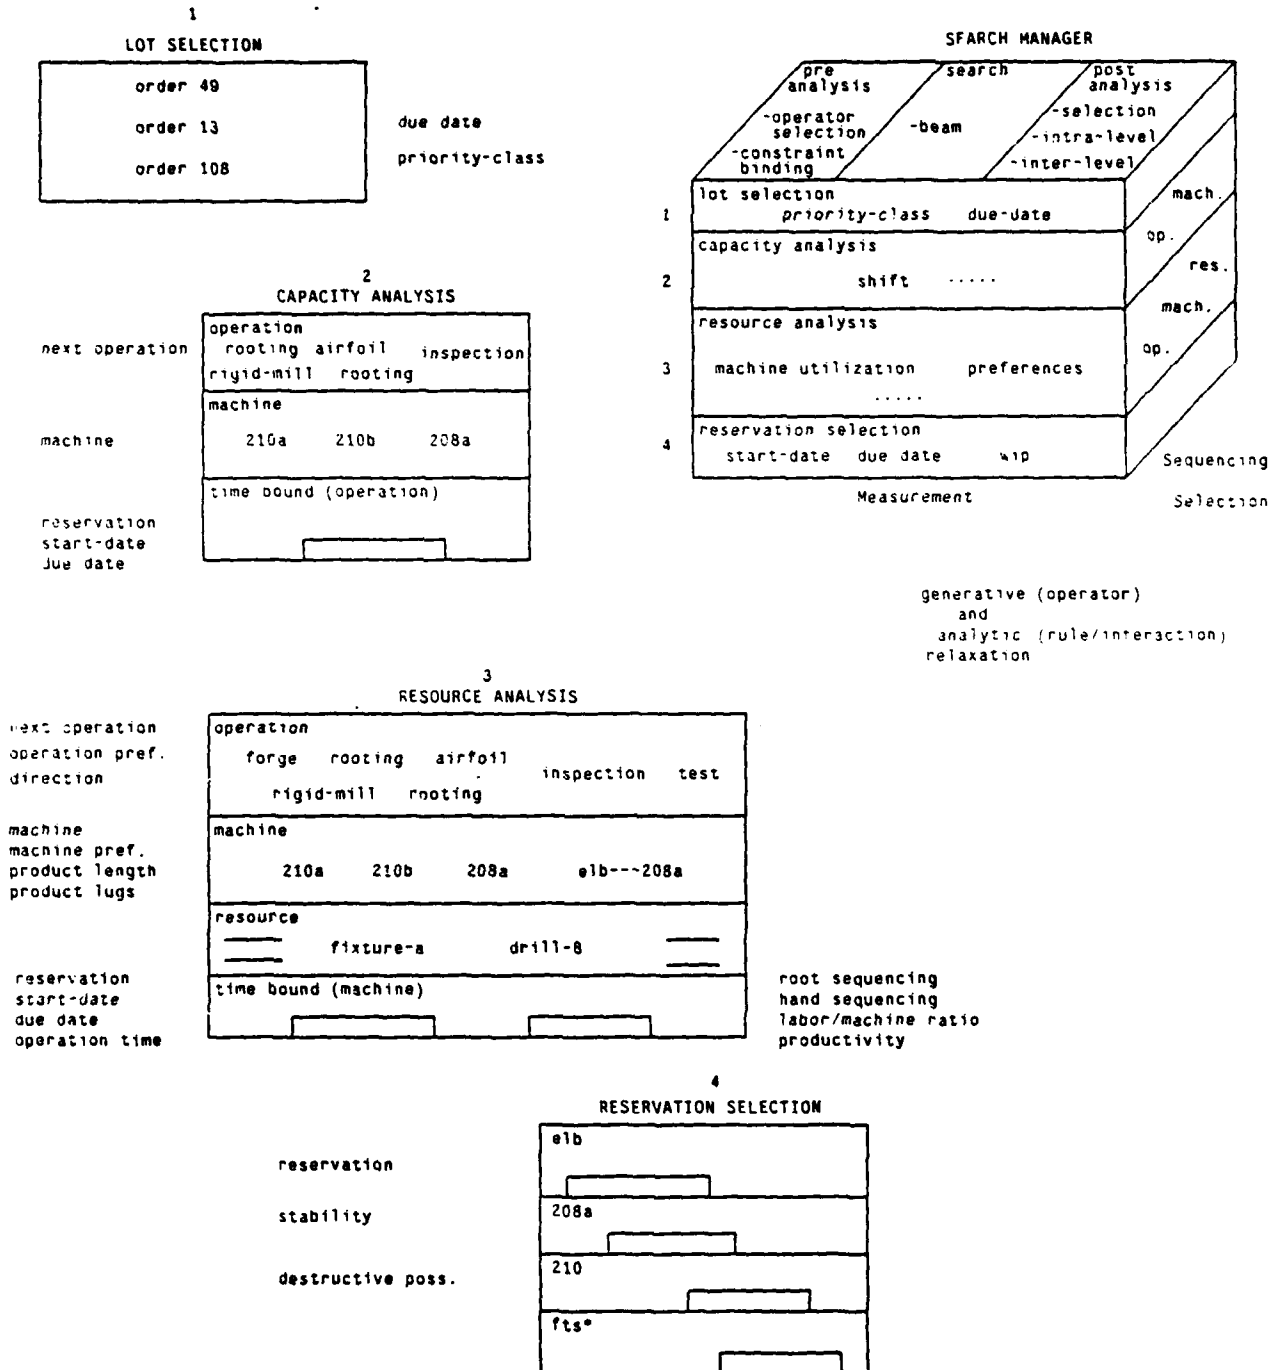 1
LOT SELECTION
order 49
order 13
order 108
due date
priority-class
SFARCH MANAGER
pre analysis
-operator selection
-constraint binding
search
-beam
post analysis
-selection
-intra-level
-inter-level
1
lot selection
priority-class due-date
2
capacity analysis
shift .....
3
resource analysis
machine utilization preferences
.....
4
reservation selection
start-date due date wip
mach.
op.
res.
mach.
op.
Sequencing
Measurement
Selection
generative (operator)
and
analytic (rule/interaction)
relaxation
2
CAPACITY ANALYSIS
next operation
operation
rooting airfoil inspection
rigid-mill rooting
machine
machine
210a 210b 208a
time bound (operation)
reservation
start-date
due date
3
RESOURCE ANALYSIS
next operation
operation pref.
direction
operation
forge rooting airfoil
inspection test
rigid-mill rooting
machine
machine pref.
product length
product lugs
machine
210a 210b 208a elb---208a
resource
fixture-a drill-8
reservation
start-date
due date
operation time
time bound (machine)
root sequencing
hand sequencing
labor/machine ratio
productivity
4
RESERVATION SELECTION
reservation
stability
destructive poss.
elb
208a
210
fts*